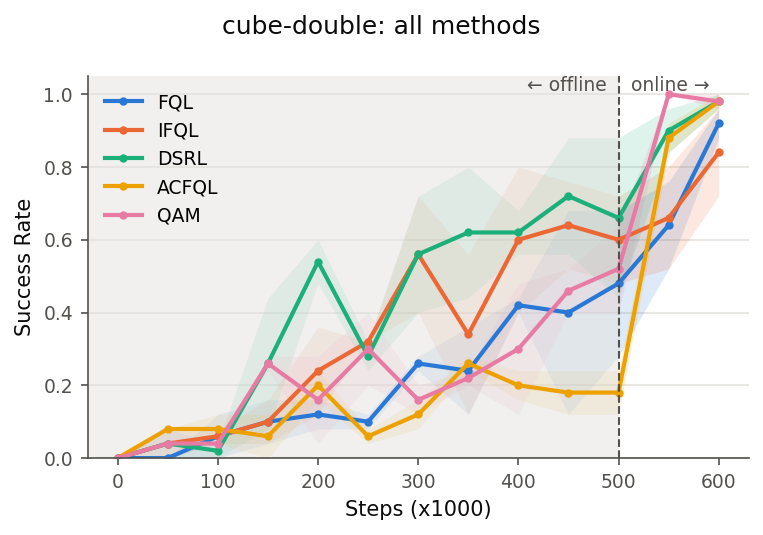 cube-double: all methods
← offline online →
FQL
IFQL
DSRL
ACFQL
QAM
1.0
0.8
0.6
0.4
0.2
0.0
Success Rate
0 100 200 300 400 500 600
Steps (x1000)